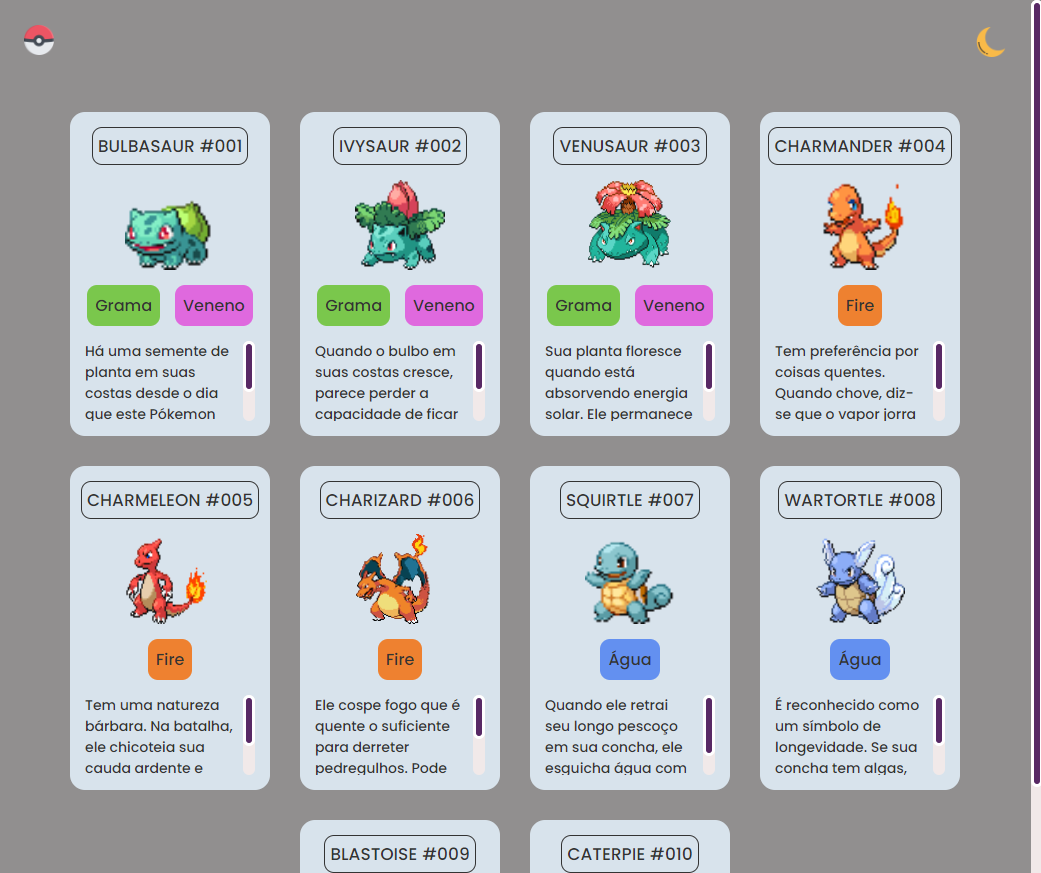 BULBASAUR #001
Grama
Veneno
Há uma semente de
planta em suas
costas desde o dia
que este Pókemon
IVYSAUR #002
Grama
Veneno
Quando o bulbo em
suas costas cresce,
parece perder a
capacidade de ficar
VENUSAUR #003
Grama
Veneno
Sua planta floresce
quando está
absorvendo energia
solar. Ele permanece
CHARMANDER #004
Fire
Tem preferência por
coisas quentes.
Quando chove, diz-
se que o vapor jorra
CHARMELEON #005
Fire
Tem uma natureza
bárbara. Na batalha,
ele chicoteia sua
cauda ardente e
CHARIZARD #006
Fire
Ele cospe fogo que é
quente o suficiente
para derreter
pedregulhos. Pode
SQUIRTLE #007
Água
Quando ele retrai
seu longo pescoço
em sua concha, ele
esguicha água com
WARTORTLE #008
Água
É reconhecido como
um símbolo de
longevidade. Se sua
concha tem algas,
BLASTOISE #009
CATERPIE #010